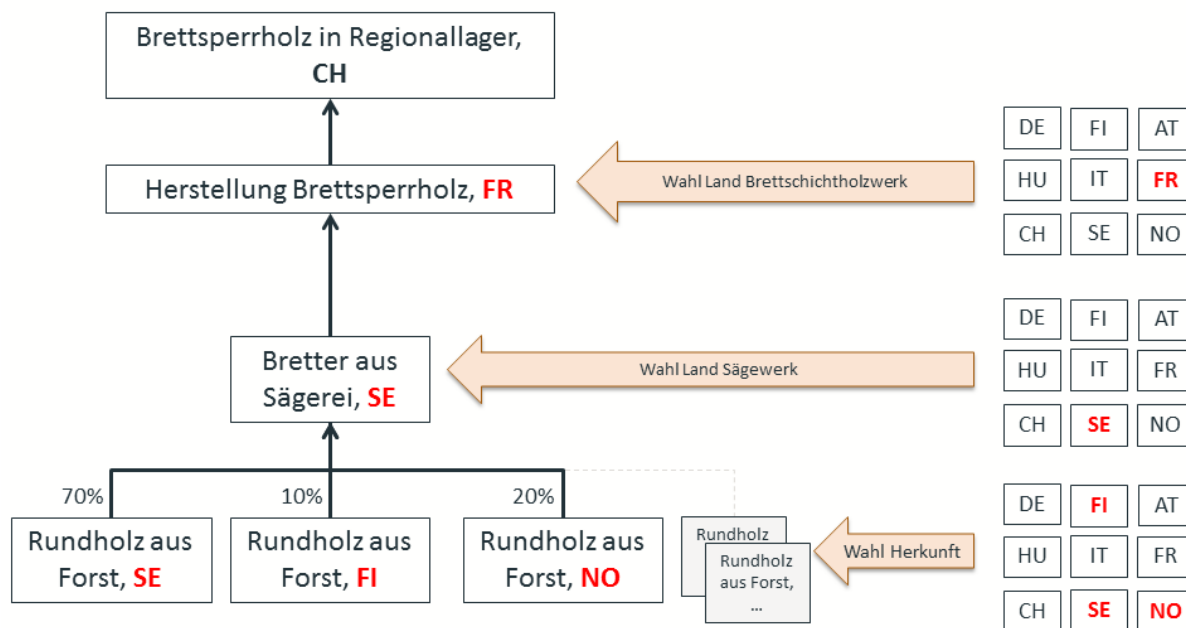 Brettsperrholz in Regionallager,
CH
Herstellung Brettsperrholz, FR
Wahl Land Brettschichtholzwerk
DE FI AT
HU IT FR
CH SE NO
Bretter aus
Sägerei, SE
Wahl Land Sägewerk
DE FI AT
HU IT FR
CH SE NO
70% 10% 20%
Rundholz aus
Forst, SE
Rundholz aus
Forst, FI
Rundholz aus
Forst, NO
Rundholz
Rundholz
aus Forst,
...
Wahl Herkunft
DE FI AT
HU IT FR
CH SE NO